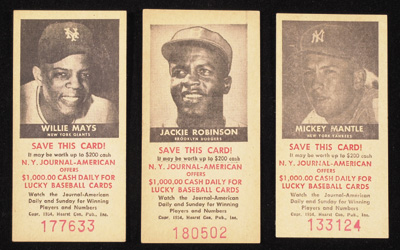 WILLIE MAYS
NEW YORK GIANTS
SAVE THIS CARD!
It may be worth up to $200 cash
N.Y. JOURNAL-AMERICAN
OFFERS
$1,000.00 CASH DAILY FOR
LUCKY BASEBALL CARDS
Watch the Journal-American
Daily and Sunday for Winning
Players and Numbers
Copr. 1954, Hearst Con. Pub., Inc.
177633
JACKIE ROBINSON
BROOKLYN DODGERS
SAVE THIS CARD!
It may be worth up to $200 cash
N.Y. JOURNAL-AMERICAN
OFFERS
$1,000.00 CASH DAILY FOR
LUCKY BASEBALL CARDS
Watch the Journal-American
Daily and Sunday for Winning
Players and Numbers
Copr. 1954, Hearst Con. Pub., Inc.
180502
MICKEY MANTLE
NEW YORK YANKEES
SAVE THIS CARD!
It may be worth up to $200 cash
N.Y. JOURNAL-AMERICAN
OFFERS
$1,000.00 CASH DAILY FOR
LUCKY BASEBALL CARDS
Watch the Journal-American
Daily and Sunday for Winning
Players and Numbers
Copr. 1954, Hearst Con. Pub., Inc.
133124